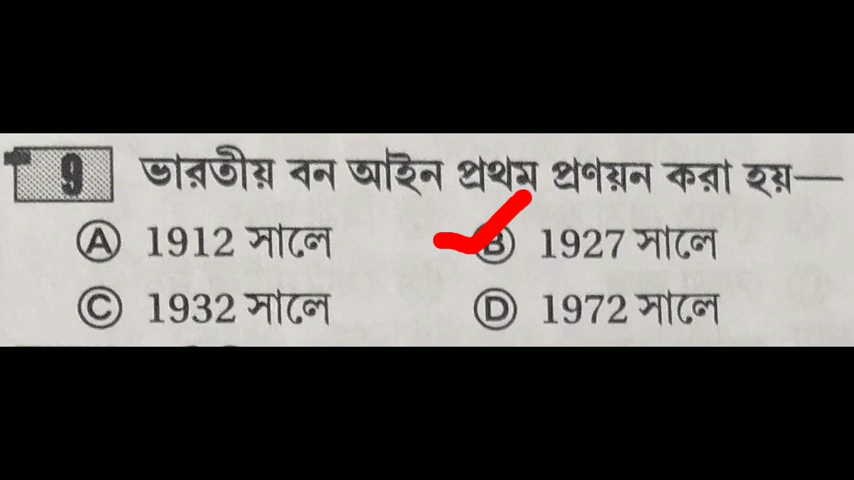 9 ভারতীয় বন আইন প্রথম প্রণয়ন করা হয়—
Ⓐ 1912 সালে Ⓑ 1927 সালে
Ⓒ 1932 সালে Ⓓ 1972 সালে